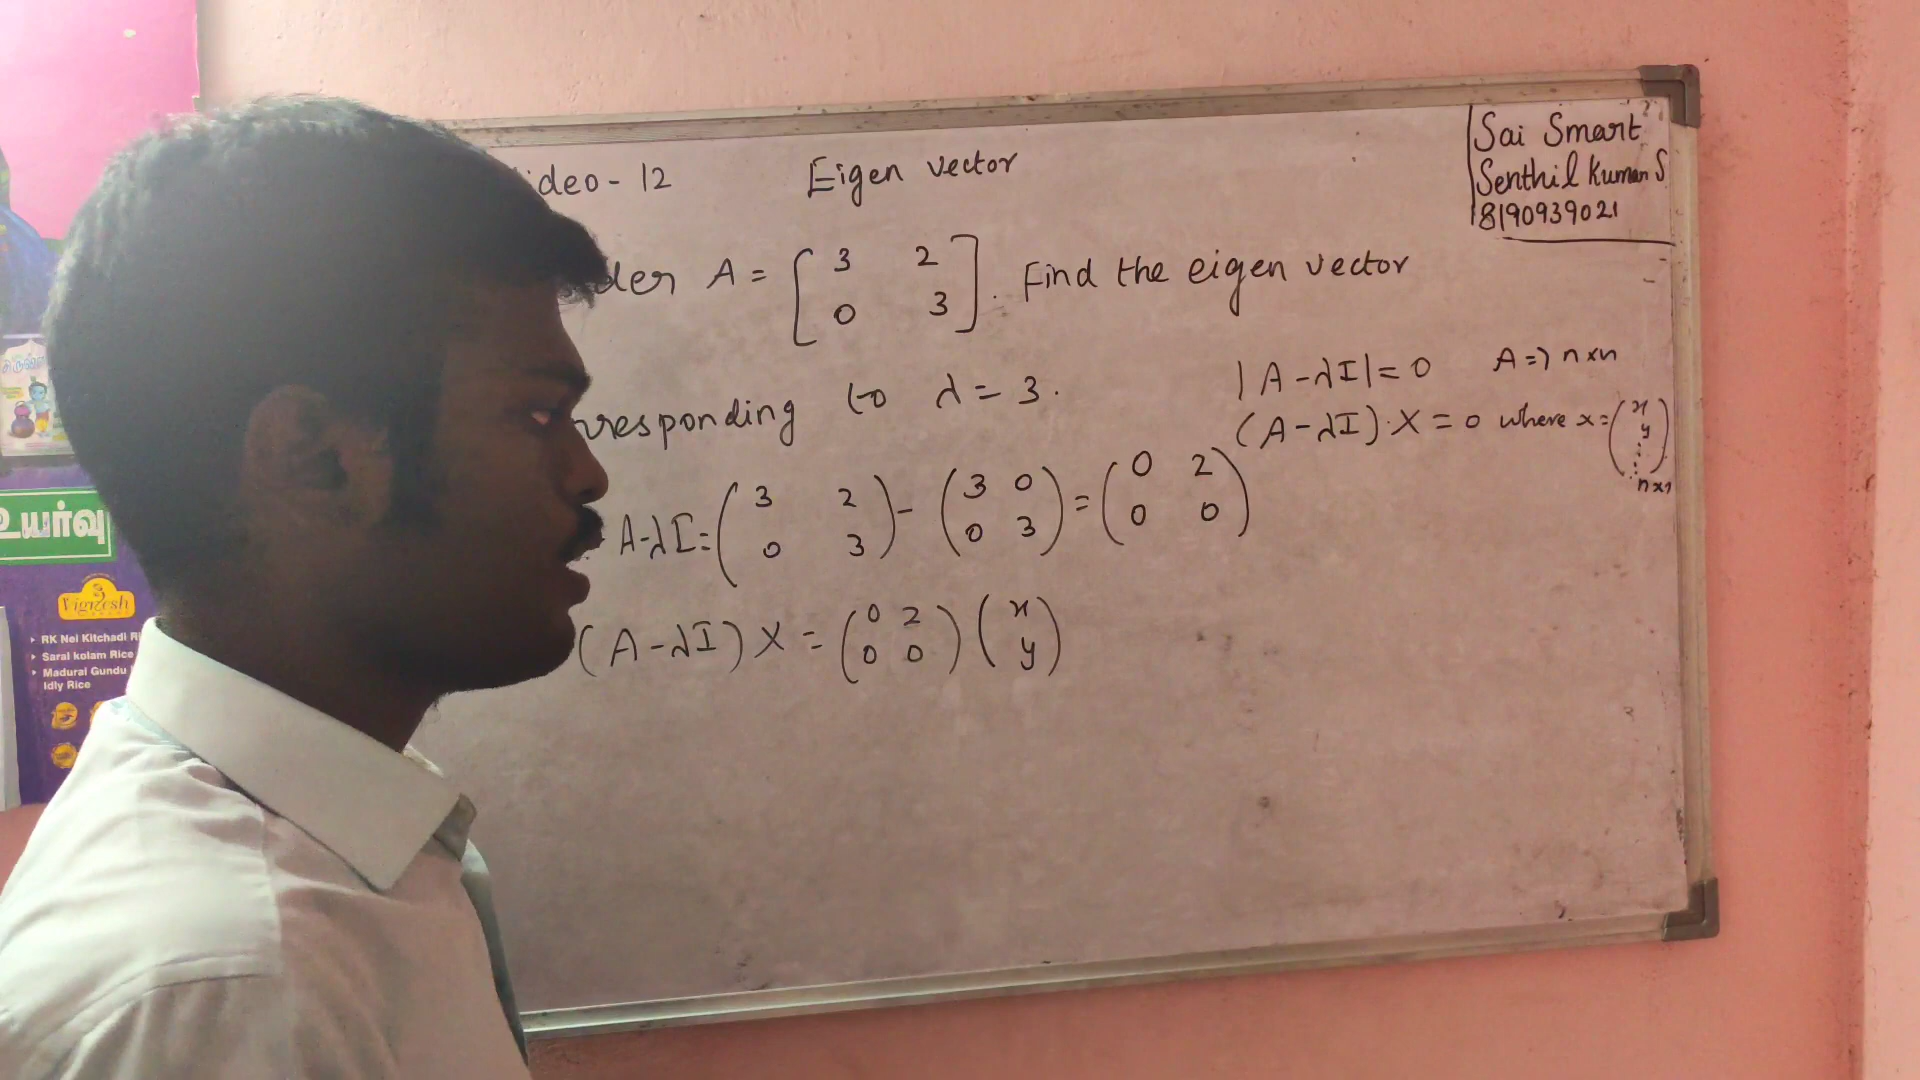 ideo - 12 Eigen vector
Sai Smart
Senthil Kumar S
8190939021
der A = [ 3 2
0 3 ]. Find the eigen vector
rresponding to λ = 3.
|A-λI| = 0 A => n×n
(A-λI)·X = 0 where x = ( x
y
⋮
n×1 )
A-λI = ( 3 2
0 3 ) - ( 3 0
0 3 ) = ( 0 2
0 0 )
(A-λI) X = ( 0 2
0 0 ) ( x
y )
உயர்வு
RK Nel Kitchadi Ri
Saral kolam Rice
Madurai Gundu
Idly Rice